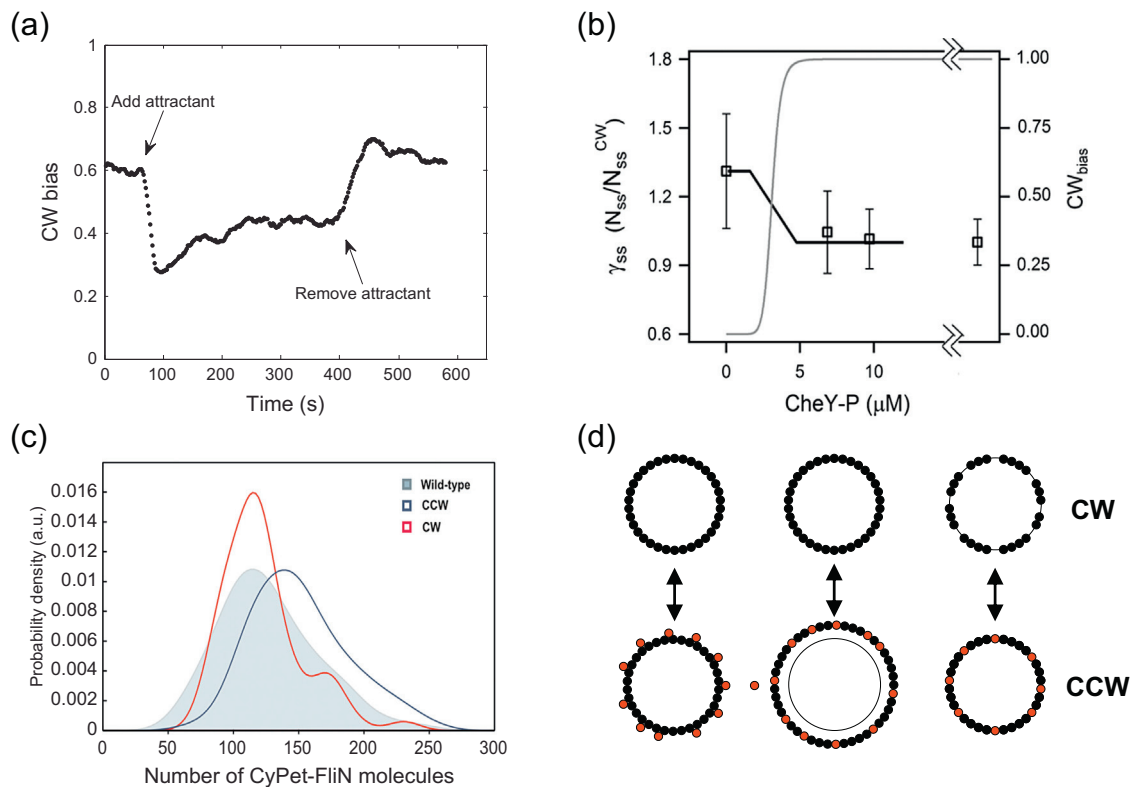 (a)
1
0.8
0.6
0.4
0.2
0
CW bias
Add attractant
Remove attractant
0 100 200 300 400 500 600
Time (s)
(b)
1.8
1.5
1.2
0.9
0.6
γss (Nss/NssCW)
1.00
0.75
0.50
0.25
0.00
CWbias
0 5 10
CheY-P (μM)
(c)
0.016
0.014
0.012
0.01
0.008
0.006
0.004
0.002
0
Probability density (a.u.)
Wild-type
CCW
CW
0 50 100 150 200 250 300
Number of CyPet-FliN molecules
(d)
CW
CCW